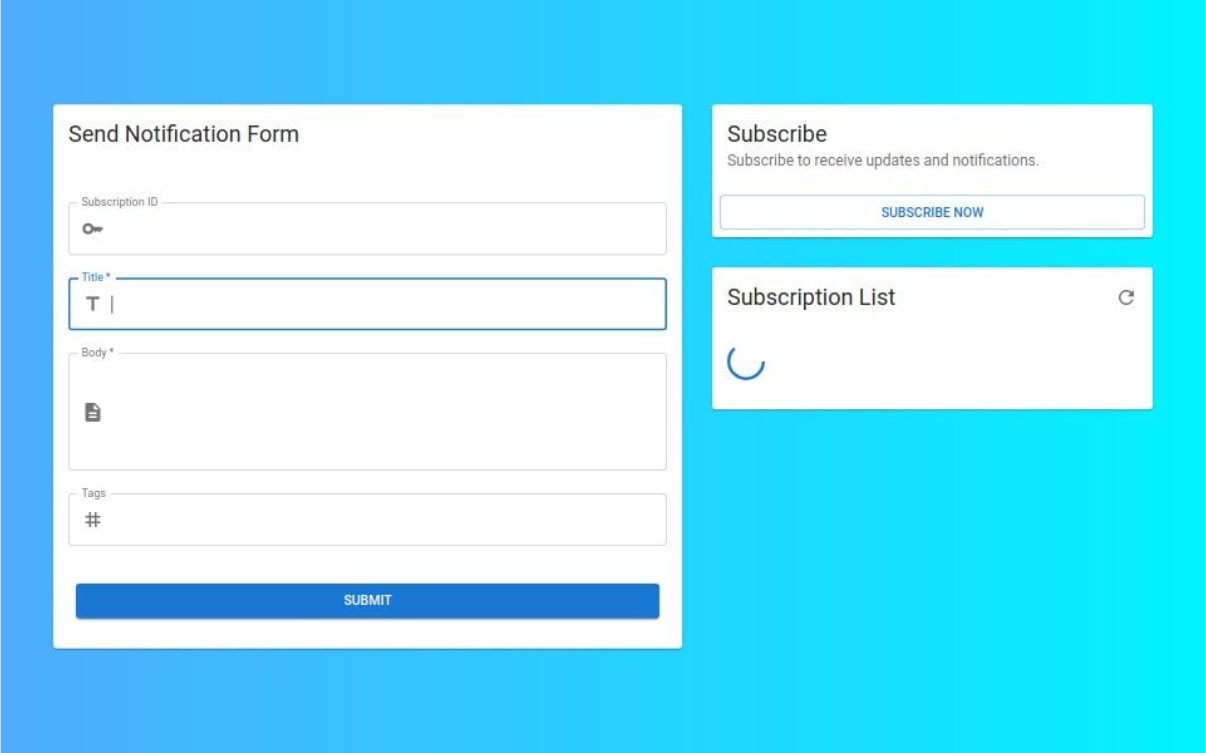 Send Notification Form
Subscription ID
Title *
Body *
Tags
SUBMIT
Subscribe
Subscribe to receive updates and notifications.
SUBSCRIBE NOW
Subscription List